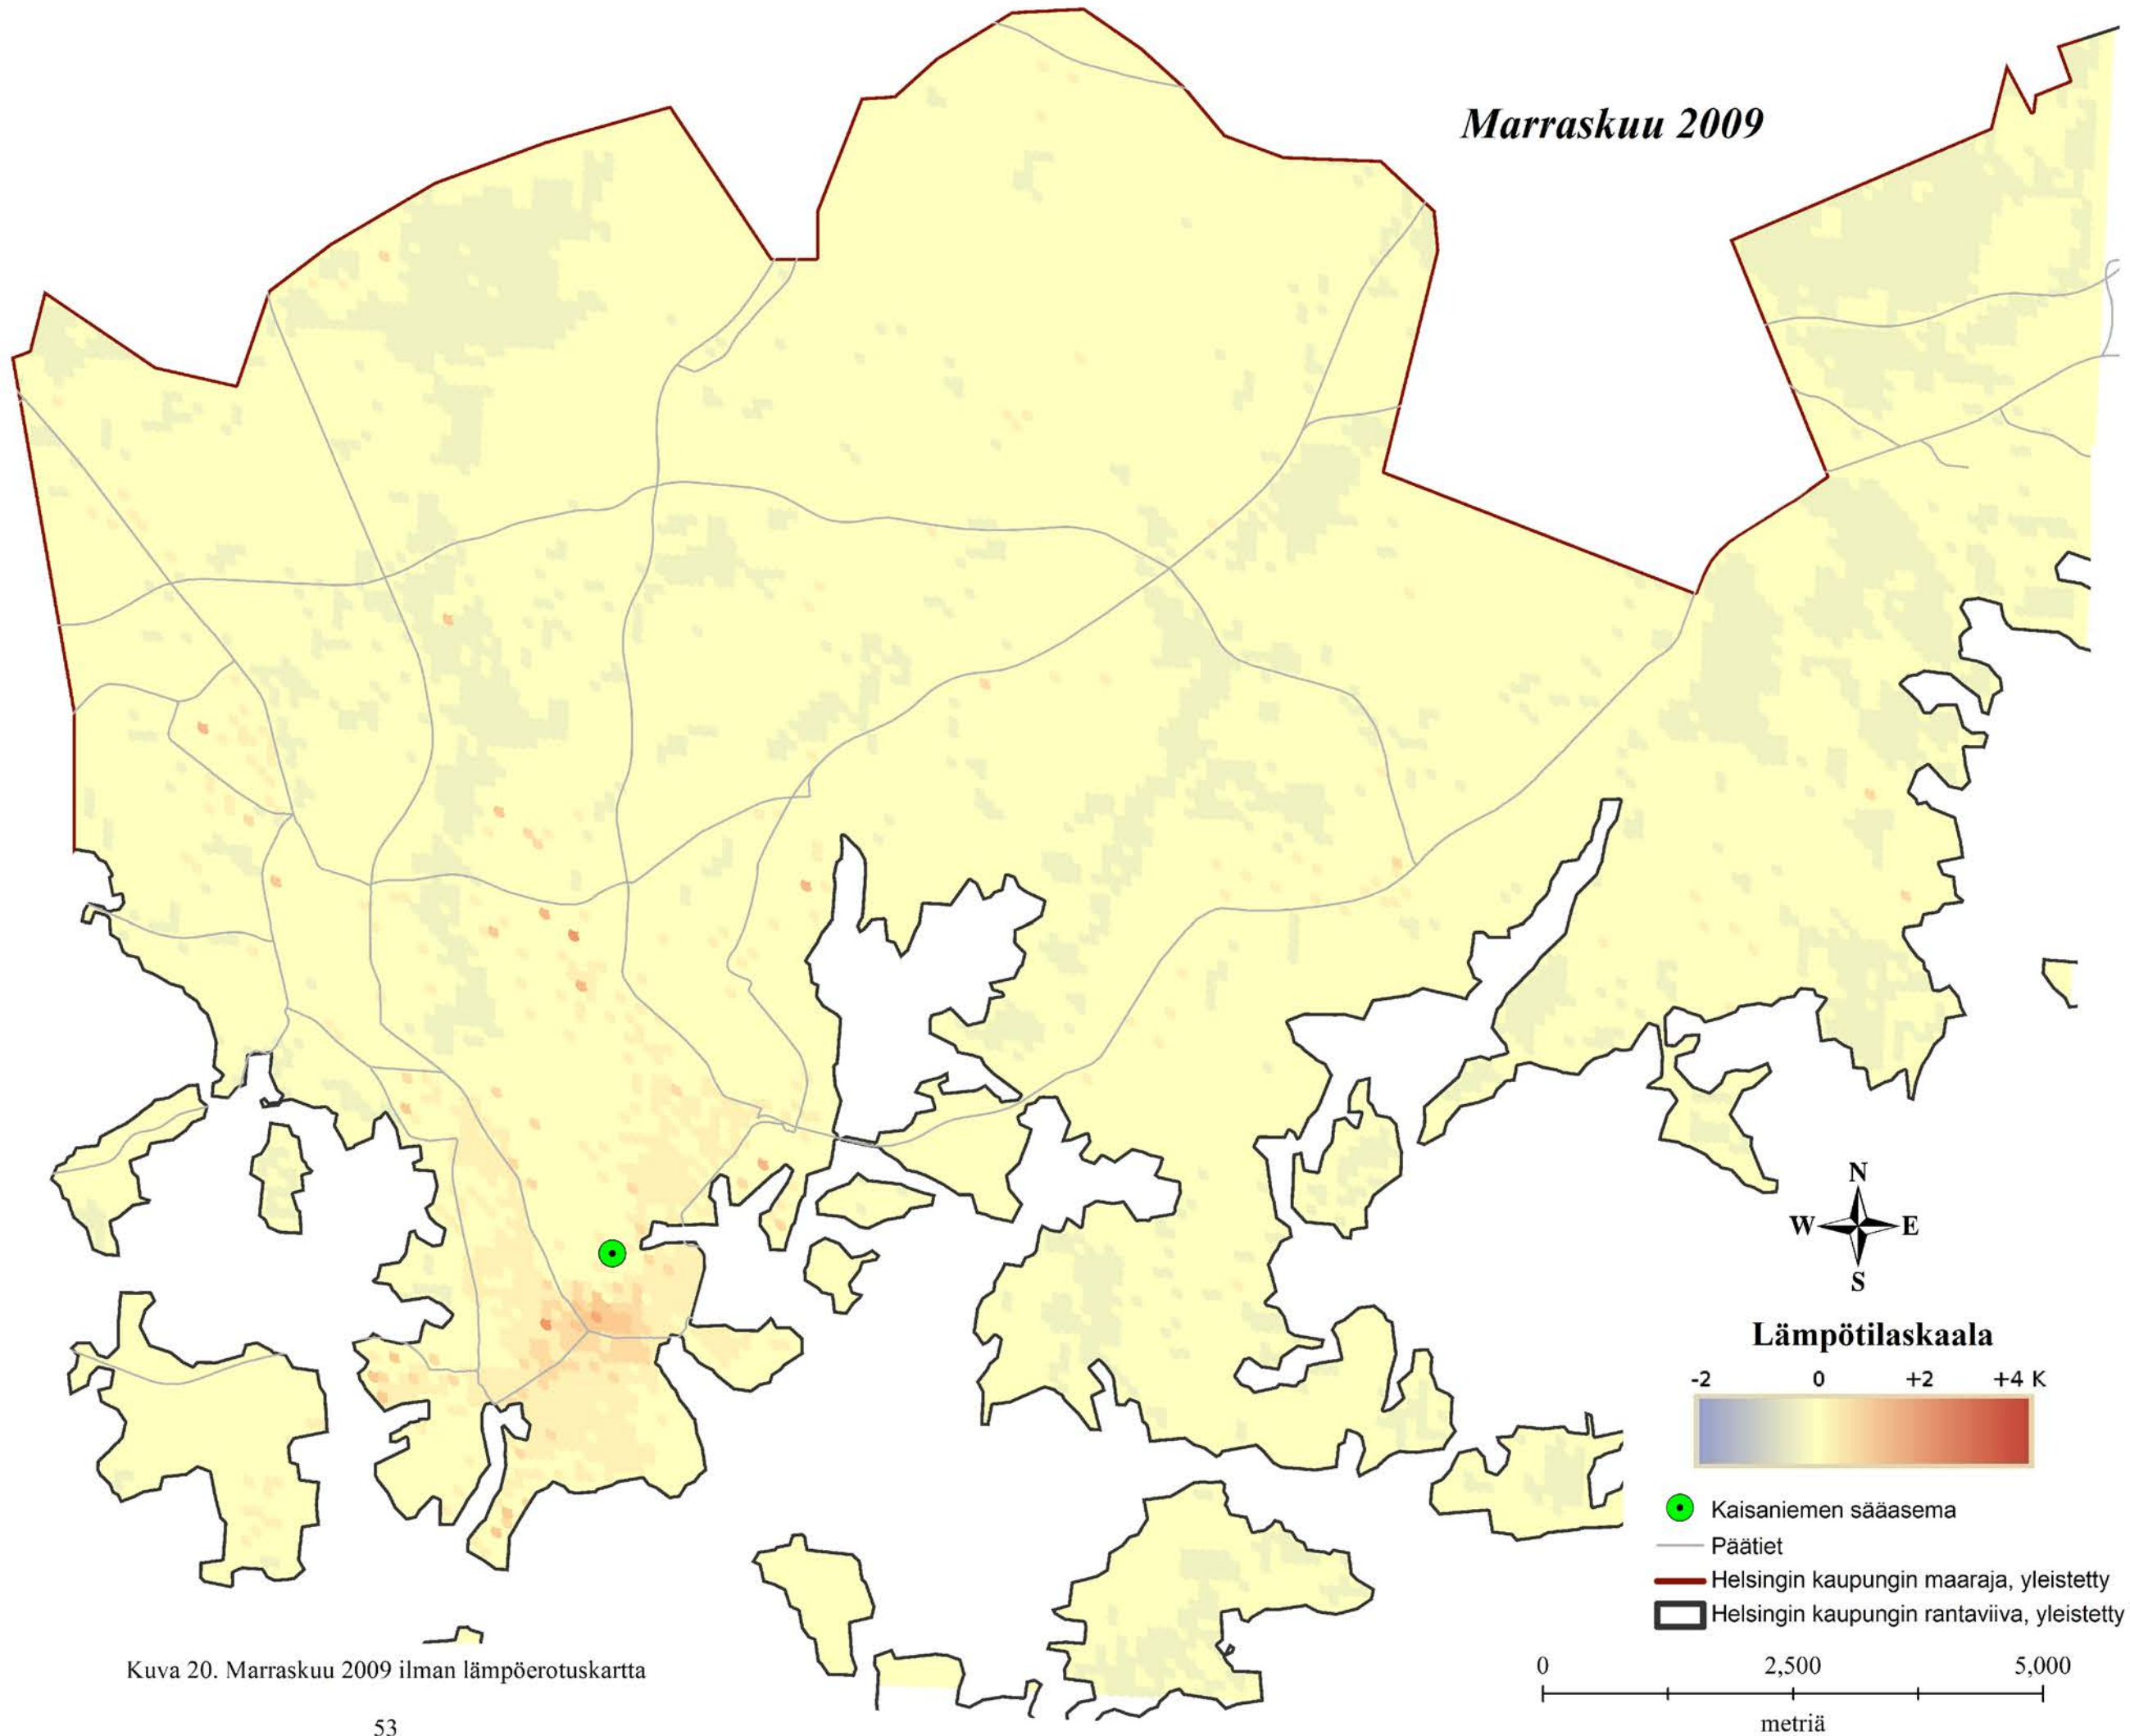 Marraskuu 2009
N
W E
S
Lämpötilaskaala
-2 0 +2 +4 K
Kaisaniemen sääasema
Päätiet
Helsingin kaupungin maaraja, yleistetty
Helsingin kaupungin rantaviiva, yleistetty
0 2,500 5,000
metriä
Kuva 20. Marraskuu 2009 ilman lämpöerotuskartta
53